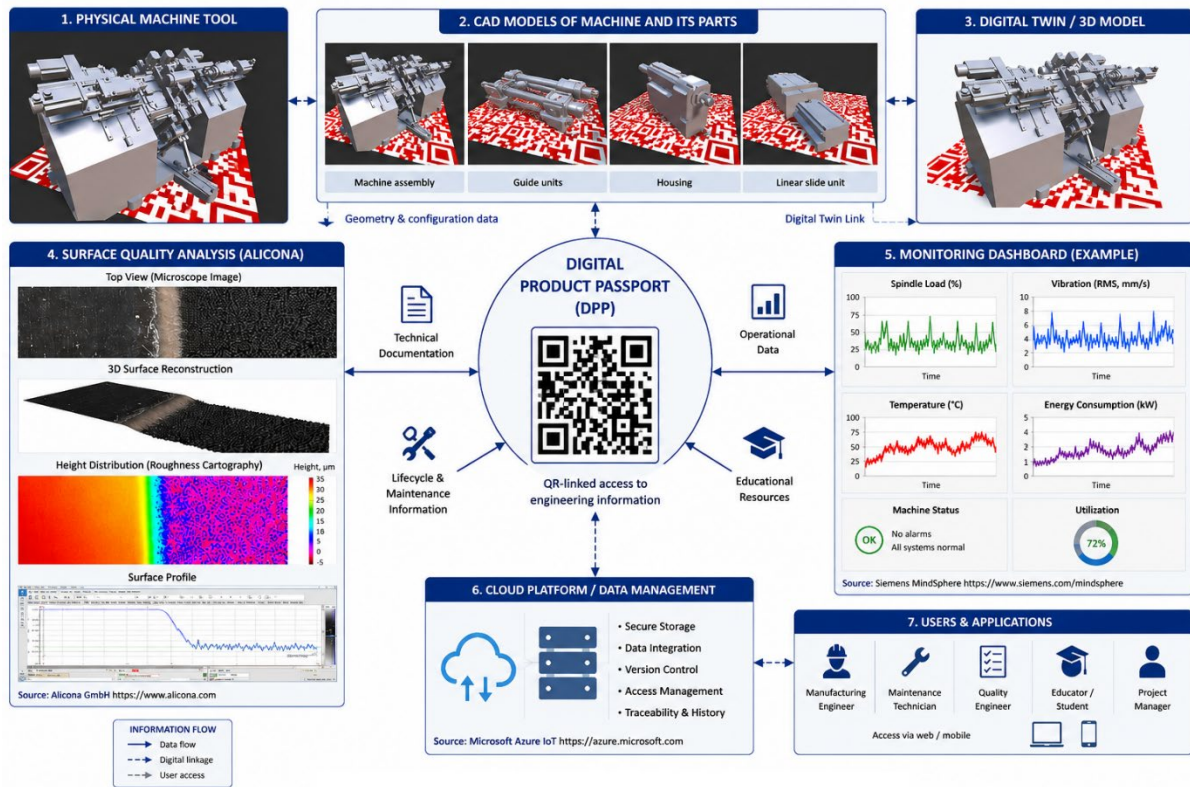 1. PHYSICAL MACHINE TOOL
2. CAD MODELS OF MACHINE AND ITS PARTS
Machine assembly
Guide units
Housing
Linear slide unit
3. DIGITAL TWIN / 3D MODEL
Geometry & configuration data
Digital Twin Link
4. SURFACE QUALITY ANALYSIS (ALICONA)
Top View (Microscope Image)
3D Surface Reconstruction
Height Distribution (Roughness Cartography)
Height, µm
35
30
25
20
15
10
5
0
-5
Surface Profile
Source: Alicona GmbH https://www.alicona.com
DIGITAL
PRODUCT PASSPORT
(DPP)
QR-linked access to
engineering information
Technical
Documentation
Lifecycle &
Maintenance
Information
Operational
Data
Educational
Resources
5. MONITORING DASHBOARD (EXAMPLE)
Spindle Load (%)
100
75
50
25
0
Time
Vibration (RMS, mm/s)
10
8
6
4
2
0
Time
Temperature (°C)
100
75
50
25
Time
Energy Consumption (kW)
5
4
3
2
1
0
Time
Machine Status
OK
No alarms
All systems normal
Utilization
72%
Source: Siemens MindSphere https://www.siemens.com/mindsphere
6. CLOUD PLATFORM / DATA MANAGEMENT
• Secure Storage
• Data Integration
• Version Control
• Access Management
• Traceability & History
Source: Microsoft Azure IoT https://azure.microsoft.com
7. USERS & APPLICATIONS
Manufacturing
Engineer
Maintenance
Technician
Quality
Engineer
Educator /
Student
Project
Manager
Access via web / mobile
INFORMATION FLOW
Data flow
Digital linkage
User access